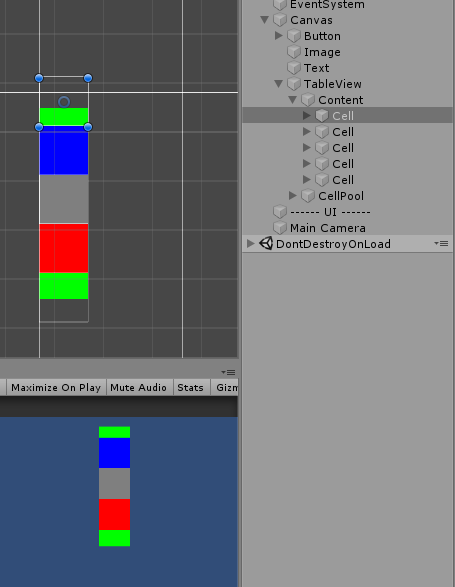 EventSystem
Canvas
Button
Image
Text
TableView
Content
Cell
Cell
Cell
Cell
Cell
CellPool
------ UI ------
Main Camera
DontDestroyOnLoad
Maximize On Play Mute Audio Stats Gizm